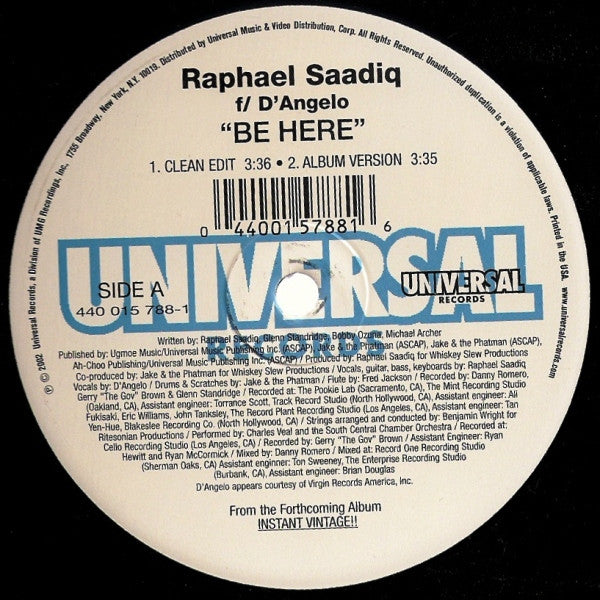 ℗ © 2002 Universal Records, a Division of UMG Recordings, Inc., 1755 Broadway, New York, N.Y. 10019. Distributed by Universal Music & Video Distribution, Corp. All Rights Reserved. Unauthorized duplication is a violation of applicable laws. Printed in the USA. www.universalrecords.com
Raphael Saadiq
f/ D'Angelo
"BE HERE"
1. CLEAN EDIT 3:36 • 2. ALBUM VERSION 3:35
0 44001 57881 6
UNIVERSAL
RECORDS
SIDE A
440 015 788-1
UNIVERSAL
RECORDS
Written by: Raphael Saadiq, Glenn Standridge, Bobby Ozuna, Michael Archer
Published by: Ugmoe Music/Universal Music Publishing Inc. (ASCAP), Jake & the Phatman (ASCAP),
Ah-Choo Publishing/Universal Music Publishing Inc. (ASCAP) / Produced by: Raphael Saadiq for Whiskey Slew Productions
Co-produced by: Jake & the Phatman for Whiskey Slew Productions / Vocals, guitar, bass, keyboards by: Raphael Saadiq
Vocals by: D'Angelo / Drums & Scratches by: Jake & the Phatman / Flute by: Fred Jackson / Recorded by: Danny Romero,
Gerry "The Gov" Brown & Glenn Standridge / Recorded at: The Pookie Lab (Sacramento, CA), The Mint Recording Studio
(Oakland, CA), Assistant engineer: Torrance Scott, Track Record Studio (North Hollywood, CA), Assistant engineer: Ali
Fukisaki, Eric Williams, John Tanksley, The Record Plant Recording Studio (Los Angeles, CA), Assistant engineer: Tan
Yen-Hue, Blakeslee Recording Co. (North Hollywood, CA) / Strings arranged and conducted by: Benjamin Wright for
Ritesonian Productions / Performed by: Charles Veal and the South Central Chamber Orchestra / Recorded at:
Cello Recording Studio (Los Angeles, CA) / Recorded by: Gerry "The Gov" Brown / Assistant engineer: Ryan
Hewitt and Ryan McCormick / Mixed by: Danny Romero / Mixed at: Record One Recording Studio
(Sherman Oaks, CA) Assistant enginner: Ton Sweeney, The Enterprise Recording Studio
(Burbank, CA), Assistant engineer: Brian Douglas
D'Angelo appears courtesy of Virgin Records America, Inc.
From the Forthcoming Album
INSTANT VINTAGE!!